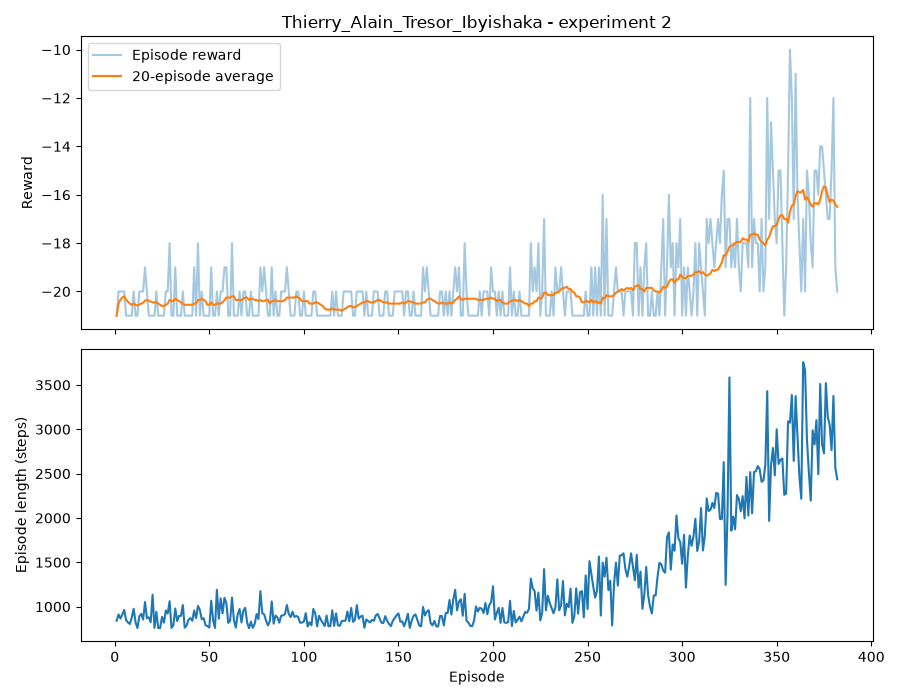 Thierry_Alain_Tresor_Ibyishaka - experiment 2
Episode reward
20-episode average
Reward
−10
−12
−14
−16
−18
−20
Episode length (steps)
3500
3000
2500
2000
1500
1000
0 50 100 150 200 250 300 350 400
Episode